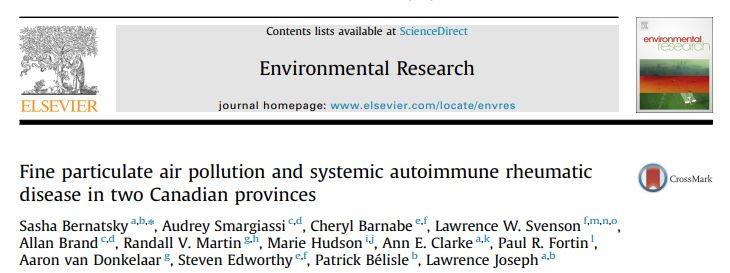 Contents lists available at ScienceDirect
Environmental Research
journal homepage: www.elsevier.com/locate/envres
ELSEVIER
environmental
research
Fine particulate air pollution and systemic autoimmune rheumatic
disease in two Canadian provinces
CrossMark
Sasha Bernatsky a,b,*, Audrey Smargiassi c,d, Cheryl Barnabe e,f, Lawrence W. Svenson f,m,n,o,
Allan Brand c,d, Randall V. Martin g,h, Marie Hudson i,j, Ann E. Clarke a,k, Paul R. Fortin l,
Aaron van Donkelaar g, Steven Edworthy e,f, Patrick Bélisle b, Lawrence Joseph a,b